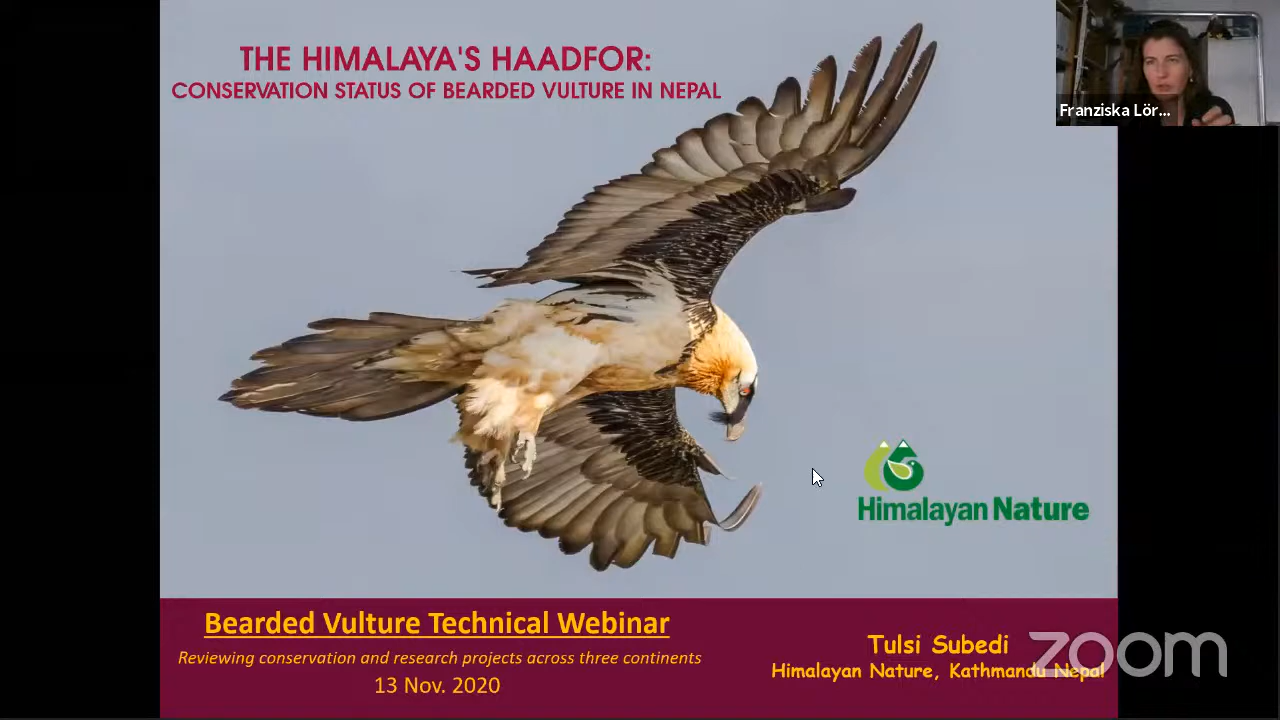 THE HIMALAYA'S HAADFOR:
CONSERVATION STATUS OF BEARDED VULTURE IN NEPAL
Franziska Lör...
Himalayan Nature
Bearded Vulture Technical Webinar
Reviewing conservation and research projects across three continents
13 Nov. 2020
Tulsi Subedi
Himalayan Nature, Kathmandu Nepal
zoom